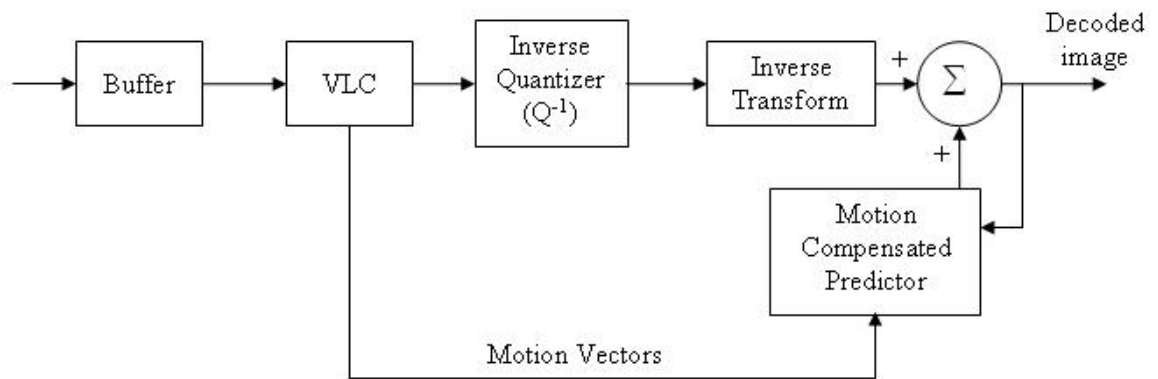 Decoded
image
Buffer
VLC
Inverse
Quantizer
(Q⁻¹)
Inverse
Transform
+
Σ
+
Motion
Compensated
Predictor
Motion Vectors